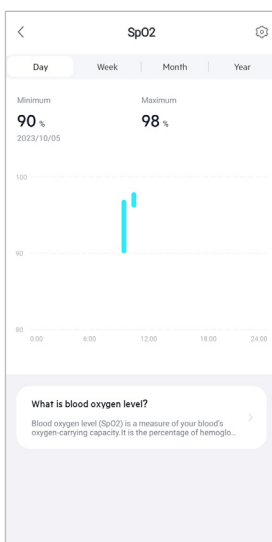 SpO2
Day Week Month Year
Minimum Maximum
90 % 98 %
2023/10/05
100
90
80
0:00 6:00 12:00 18:00 24:00
What is blood oxygen level?
Blood oxygen level (SpO2) is a measure of your blood's
oxygen-carrying capacity.It is the percentage of hemoglo...